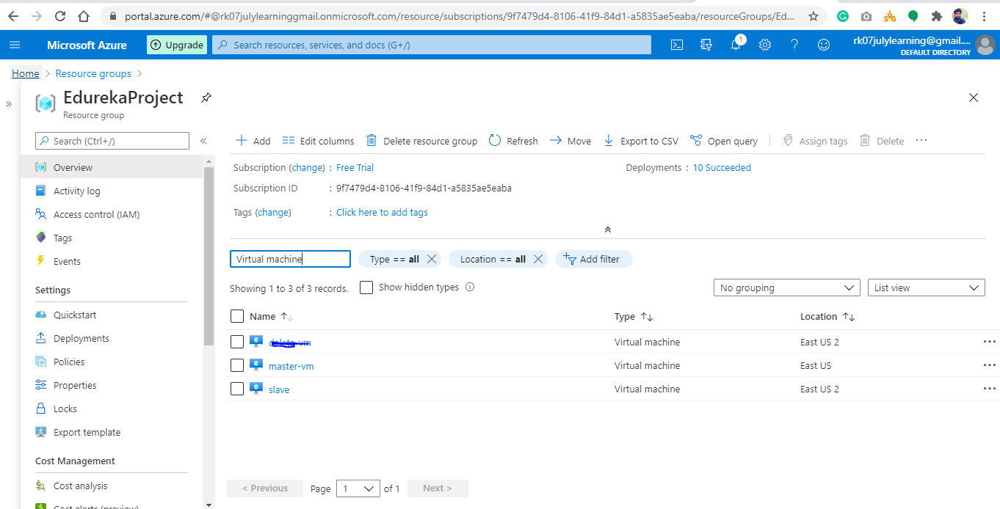 portal.azure.com/#@rk07julylearninggmail.onmicrosoft.com/resource/subscriptions/9f7479d4-8106-41f9-84d1-a5835ae5eaba/resourceGroups/Ed...
Microsoft Azure Upgrade Search resources, services, and docs (G+/) 1 rk07julylearning@gmail....
DEFAULT DIRECTORY
Home > Resource groups >
EdurekaProject
Resource group
Search (Ctrl+/)
Overview
Activity log
Access control (IAM)
Tags
Events
Settings
Quickstart
Deployments
Policies
Properties
Locks
Export template
Cost Management
Cost analysis
Cost alerts (preview)
Add Edit columns Delete resource group Refresh Move Export to CSV Open query Assign tags Delete ...
Subscription (change) : Free Trial Deployments : 10 Succeeded
Subscription ID : 9f7479d4-8106-41f9-84d1-a5835ae5eaba
Tags (change) : Click here to add tags
Virtual machine Type == all Location == all Add filter
Showing 1 to 3 of 3 records. Show hidden types No grouping List view
Name Type Location
-vm Virtual machine East US 2
master-vm Virtual machine East US
slave Virtual machine East US 2
< Previous Page 1 of 1 Next >